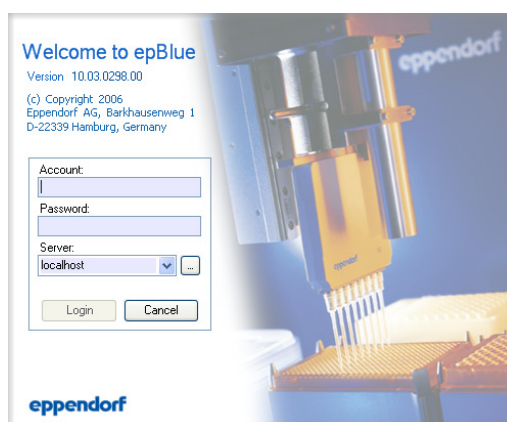 Welcome to epBlue
Version 10.03.0298.00
(c) Copyright 2006
Eppendorf AG, Barkhausenweg 1
D-22339 Hamburg, Germany
eppendorf
Account:
Password:
Server:
localhost
...
Login
Cancel
eppendorf
eppendorf